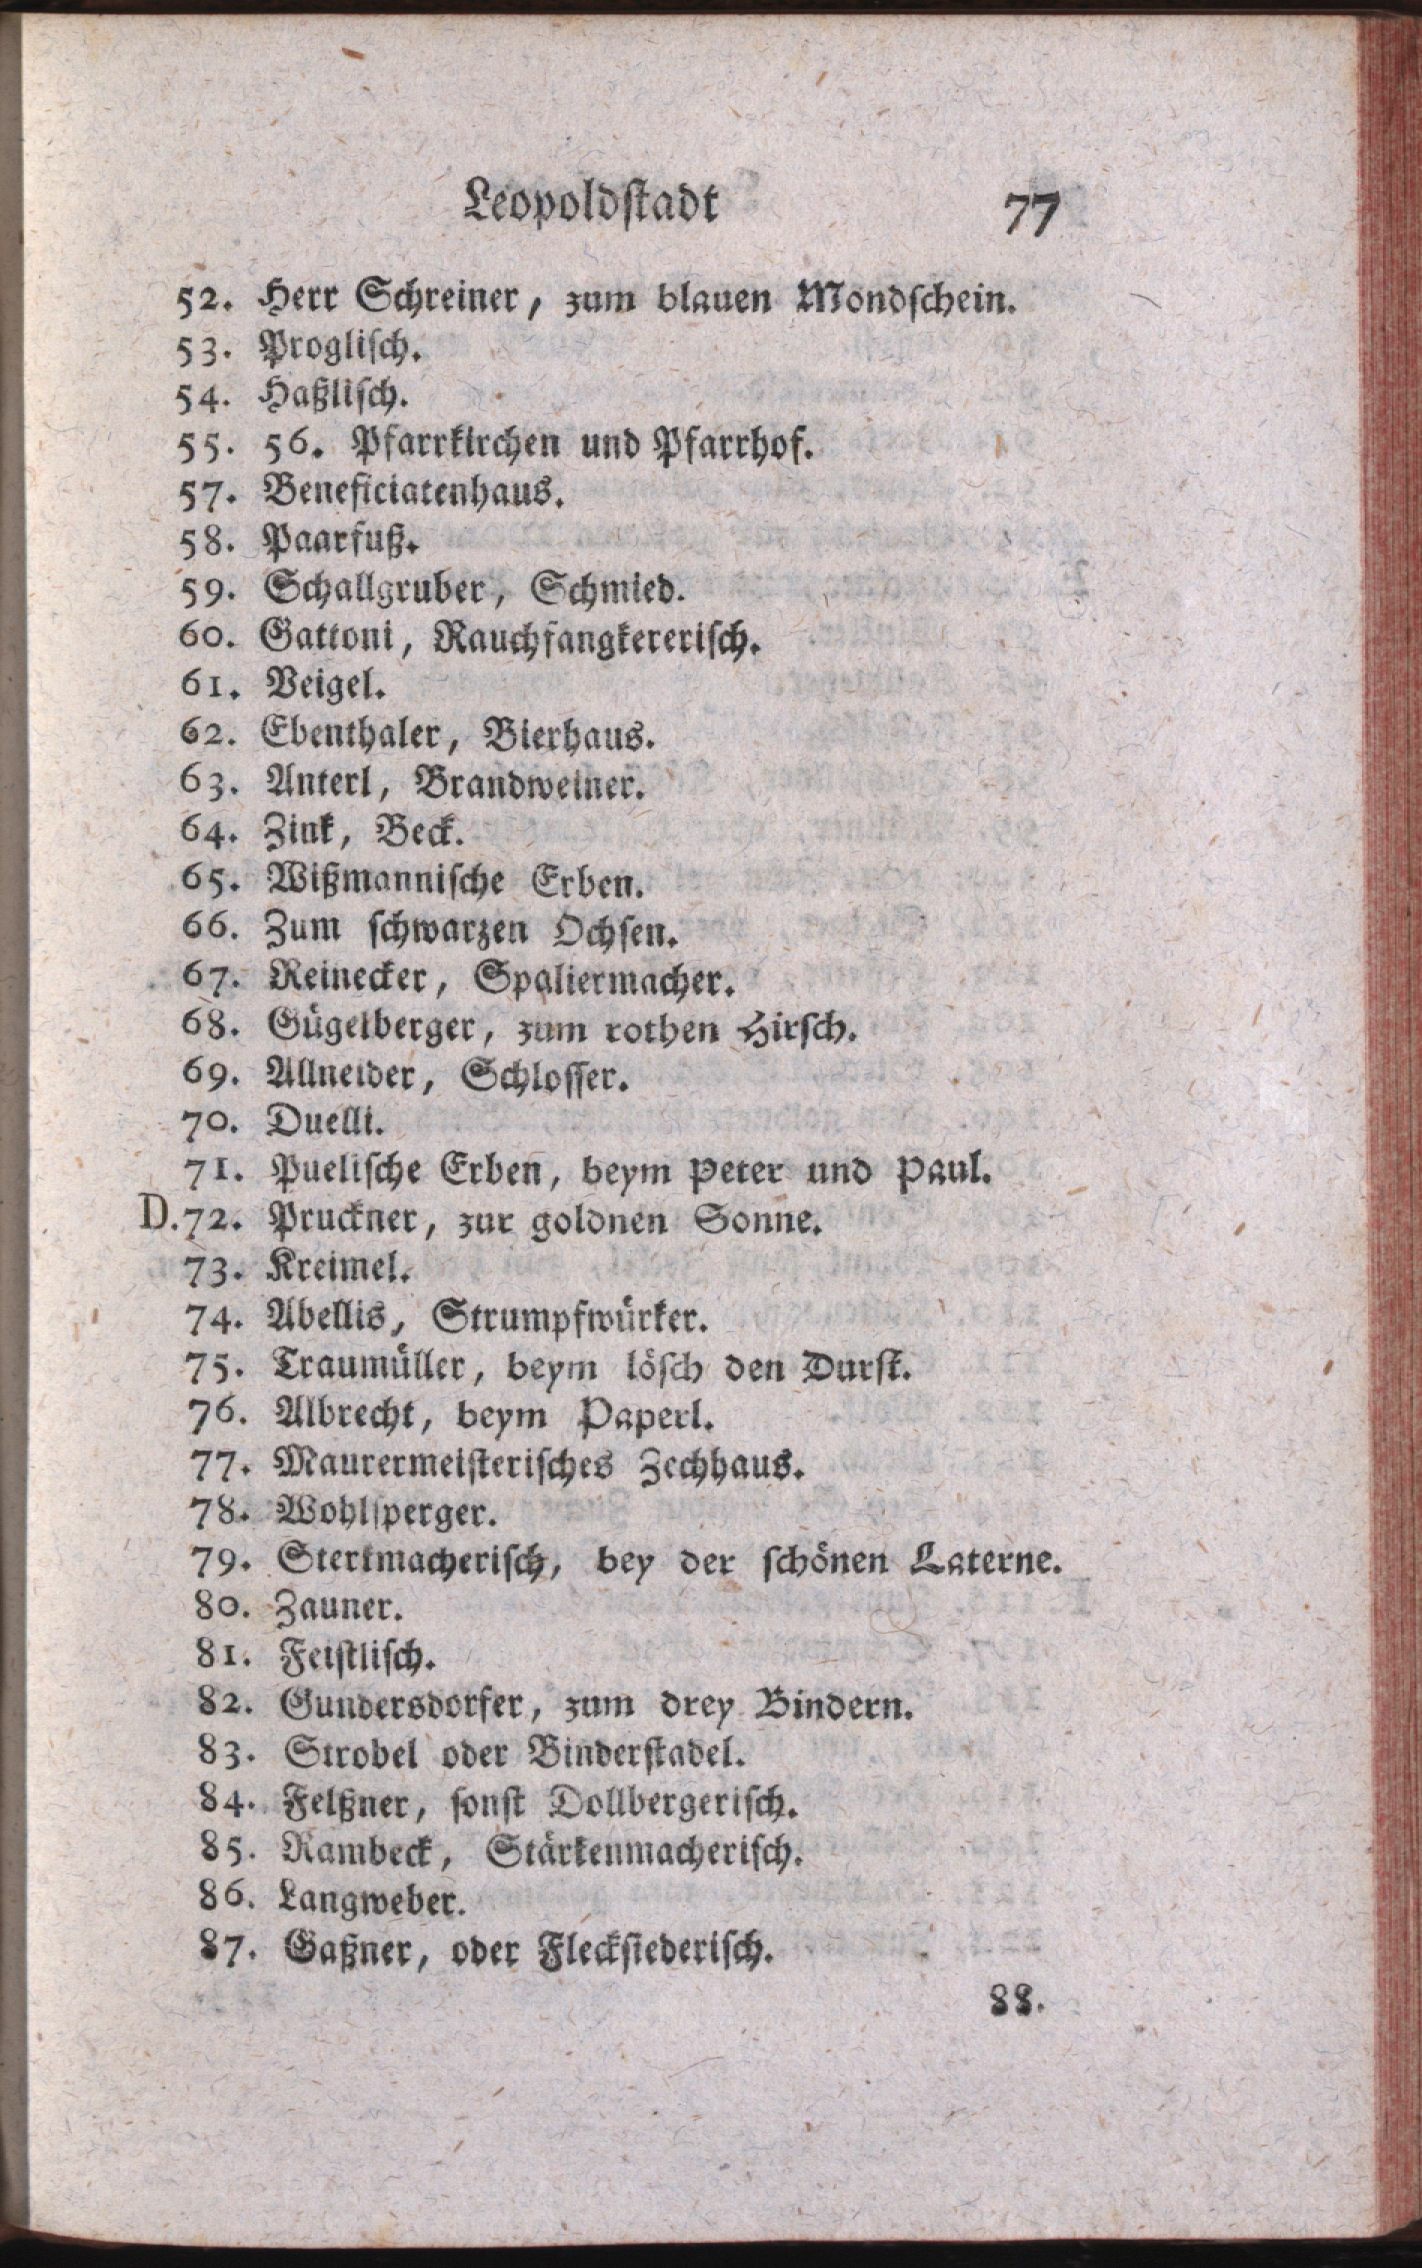 Leopoldstadt 77
52. Herr Schreiner, zum blauen Mondschein.
53. Proglisch.
54. Haßlisch.
55. 56. Pfarrkirchen und Pfarrhof.
57. Beneficiatenhaus.
58. Paarfuß.
59. Schallgruber, Schmied.
60. Gattoni, Rauchfangkererisch.
61. Veigel.
62. Ebenthaler, Bierhaus.
63. Anterl, Brandweiner.
64. Zink, Beck.
65. Wißmannische Erben.
66. Zum schwarzen Ochsen.
67. Reinecker, Spaliermacher.
68. Gügelberger, zum rothen Hirsch.
69. Allneider, Schlosser.
70. Duelli.
71. Puelische Erben, beym Peter und Paul.
D.72. Pruckner, zur goldnen Sonne.
73. Kreimel.
74. Abellis, Strumpfwürker.
75. Traumüller, beym lösch den Durst.
76. Albrecht, beym Paperl.
77. Maurermeisterisches Zechhaus.
78. Wohlsperger.
79. Sterkmacherisch, bey der schönen Laterne.
80. Zauner.
81. Feistlisch.
82. Gundersdorfer, zum drey Bindern.
83. Strobel oder Binderstadel.
84. Felßner, sonst Dollbergerisch.
85. Rambeck, Stärkenmacherisch.
86. Langweber.
87. Gaßner, oder Flecksiederisch.
88.